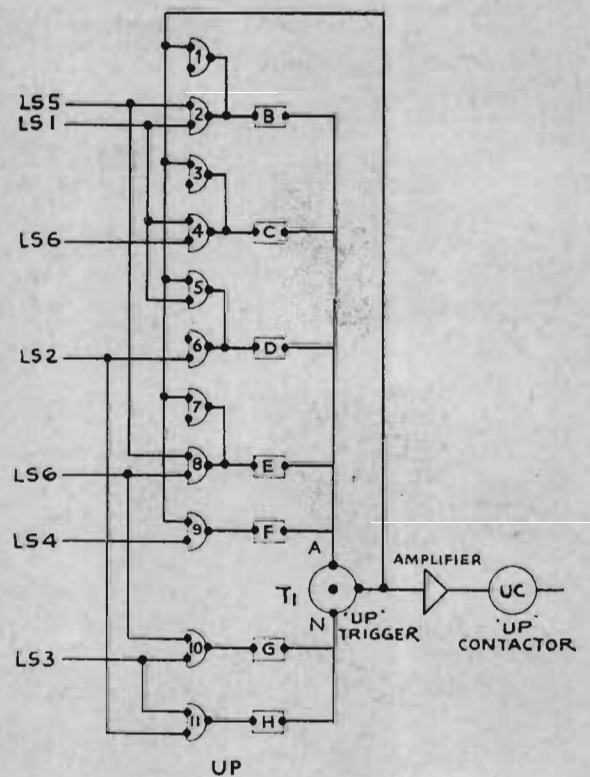 1
LS5
2
B
LS1
3
LS6
4
C
5
6
D
LS2
7
8
E
LS6
LS4
9
F
A
AMPLIFIER
T1
UC
'UP' TRIGGER
'UP' CONTACTOR
N
10
G
LS3
11
H
UP